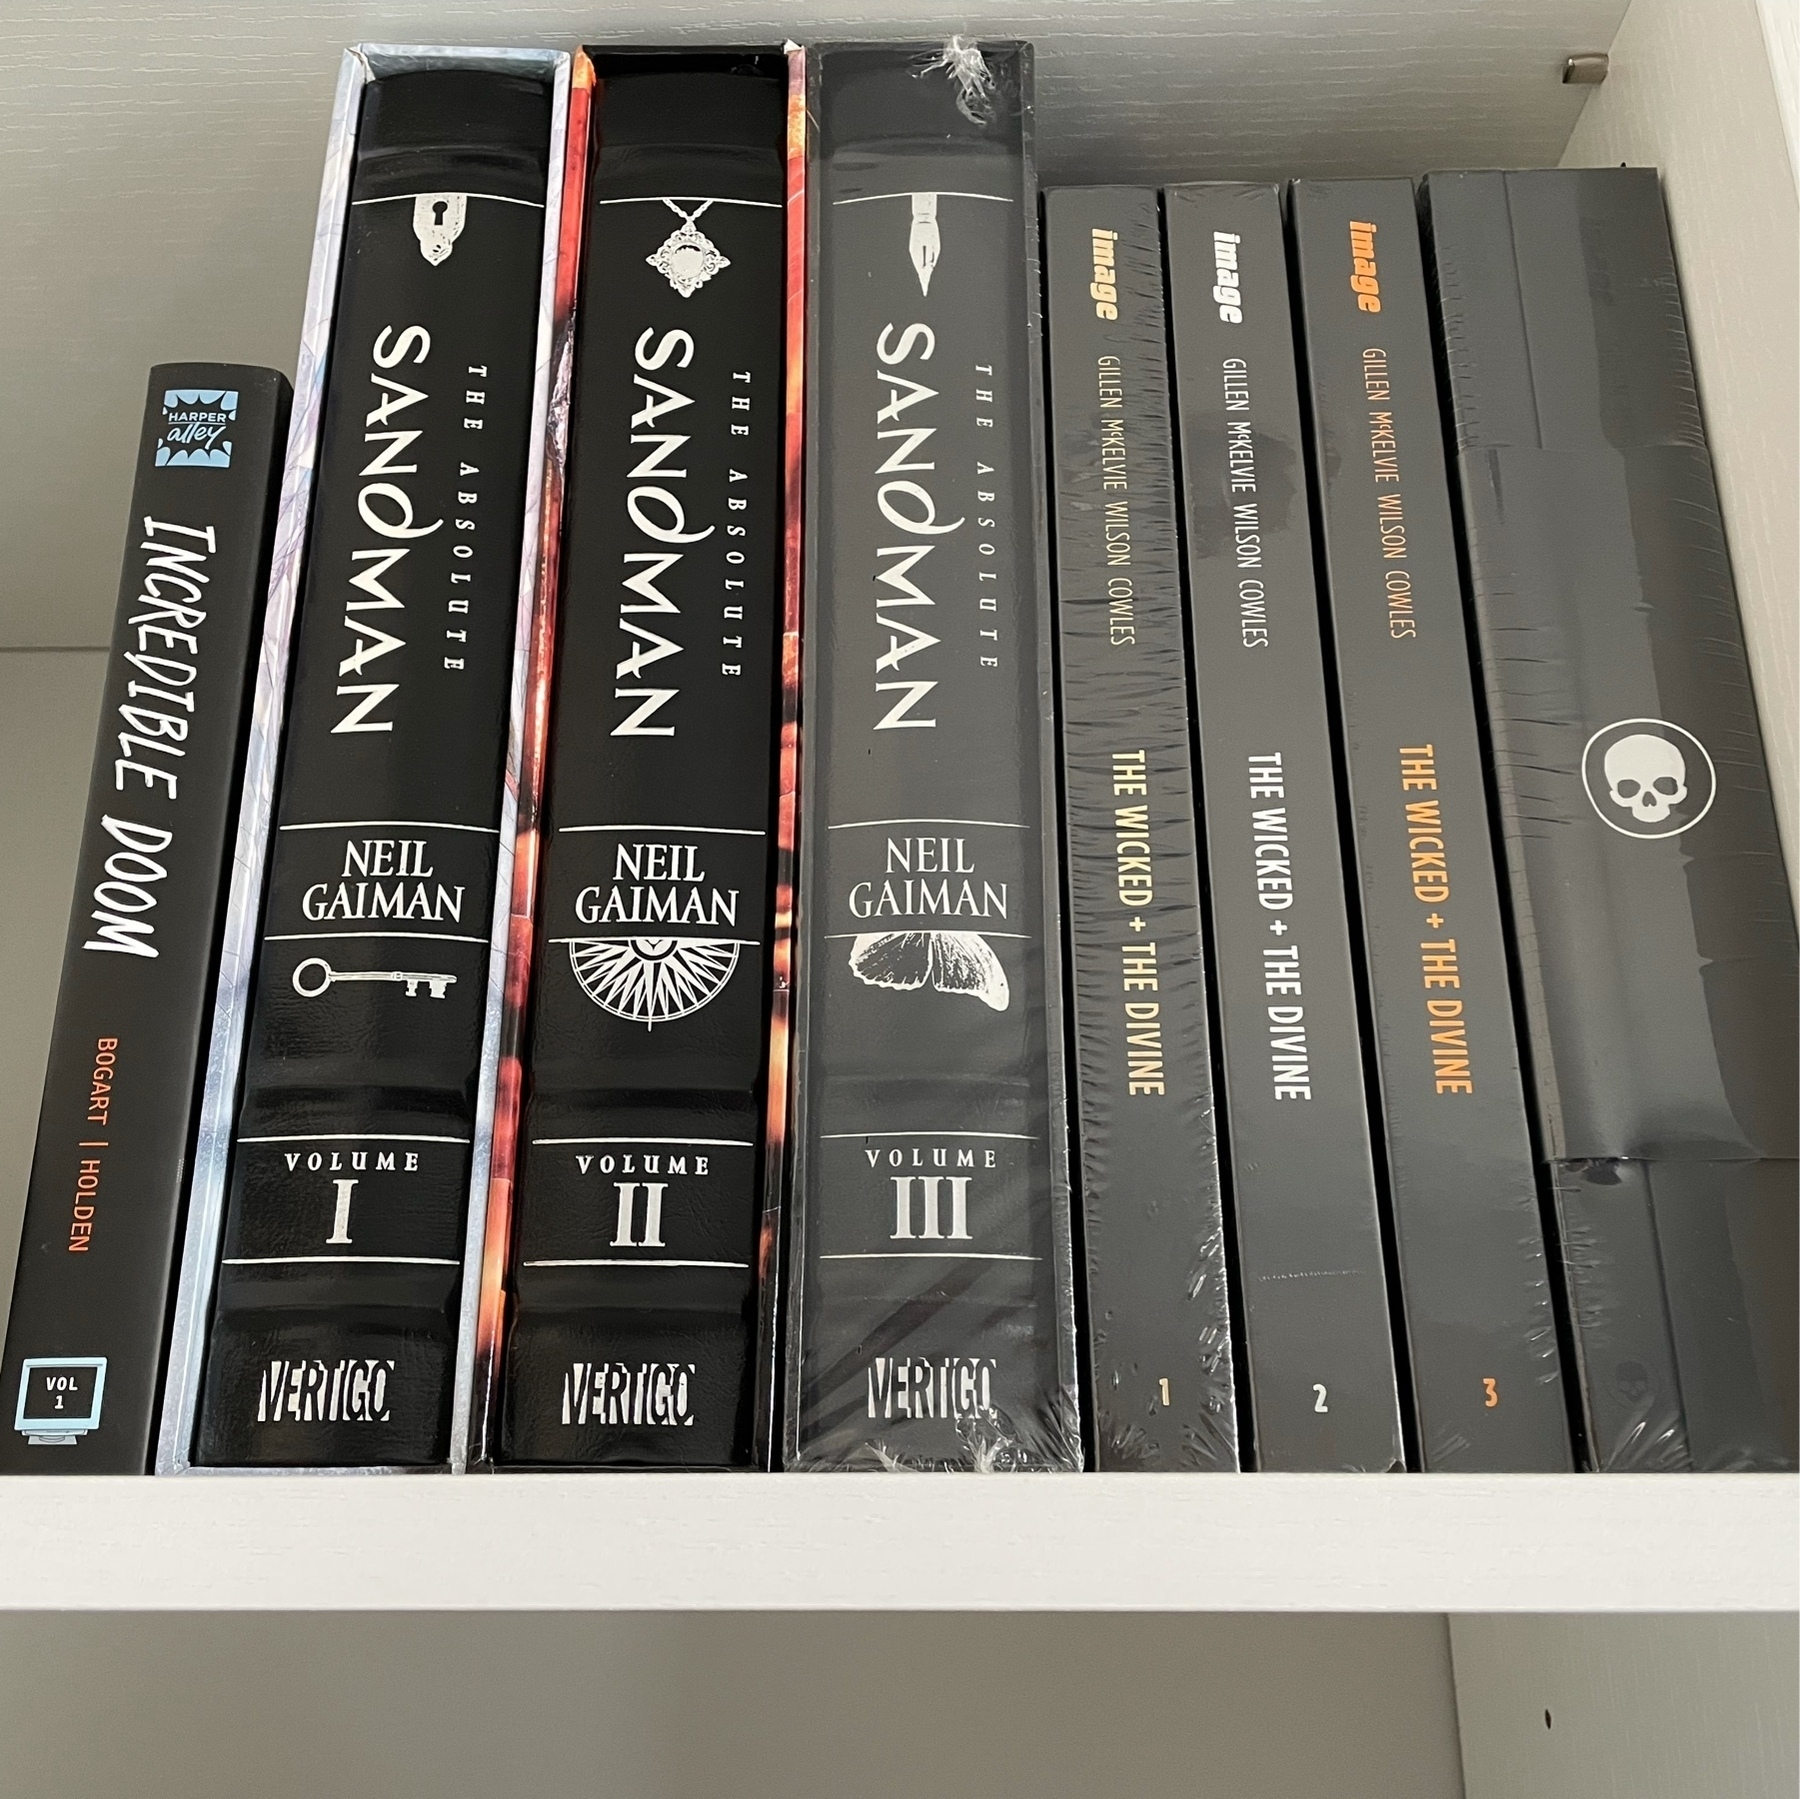 HARPER
alley
INCREDIBLE DOOM
BOGART | HOLDEN
VOL
1
THE ABSOLUTE
SANDMAN
NEIL
GAIMAN
VOLUME
I
VERTIGO
THE ABSOLUTE
SANDMAN
NEIL
GAIMAN
VOLUME
II
VERTIGO
THE ABSOLUTE
SANDMAN
NEIL
GAIMAN
VOLUME
III
VERTIGO
image
GILLEN McKELVIE WILSON COWLES
THE WICKED + THE DIVINE
1
image
GILLEN McKELVIE WILSON COWLES
THE WICKED + THE DIVINE
2
image
GILLEN McKELVIE WILSON COWLES
THE WICKED + THE DIVINE
3